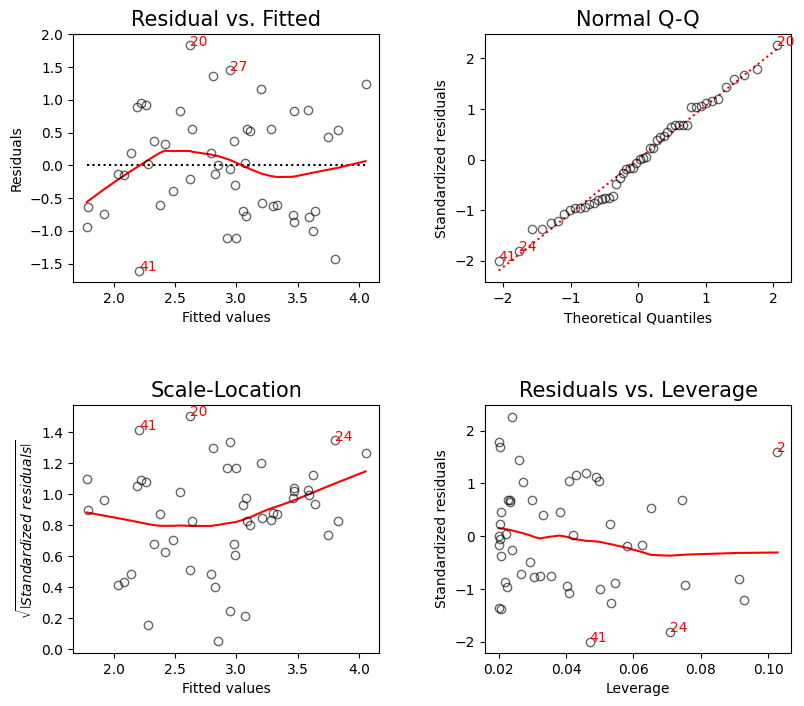 Residual vs. Fitted
2.0
1.5
1.0
0.5
0.0
−0.5
−1.0
−1.5
Residuals
20
27
41
2.0 2.5 3.0 3.5 4.0
Fitted values
Normal Q-Q
2
1
0
−1
−2
Standardized residuals
20
24
41
−2 −1 0 1 2
Theoretical Quantiles
Scale-Location
1.4
1.2
1.0
0.8
0.6
0.4
0.2
0.0
√|Standardized residuals|
41
20
24
2.0 2.5 3.0 3.5 4.0
Fitted values
Residuals vs. Leverage
2
1
0
−1
−2
Standardized residuals
2
24
41
0.02 0.04 0.06 0.08 0.10
Leverage